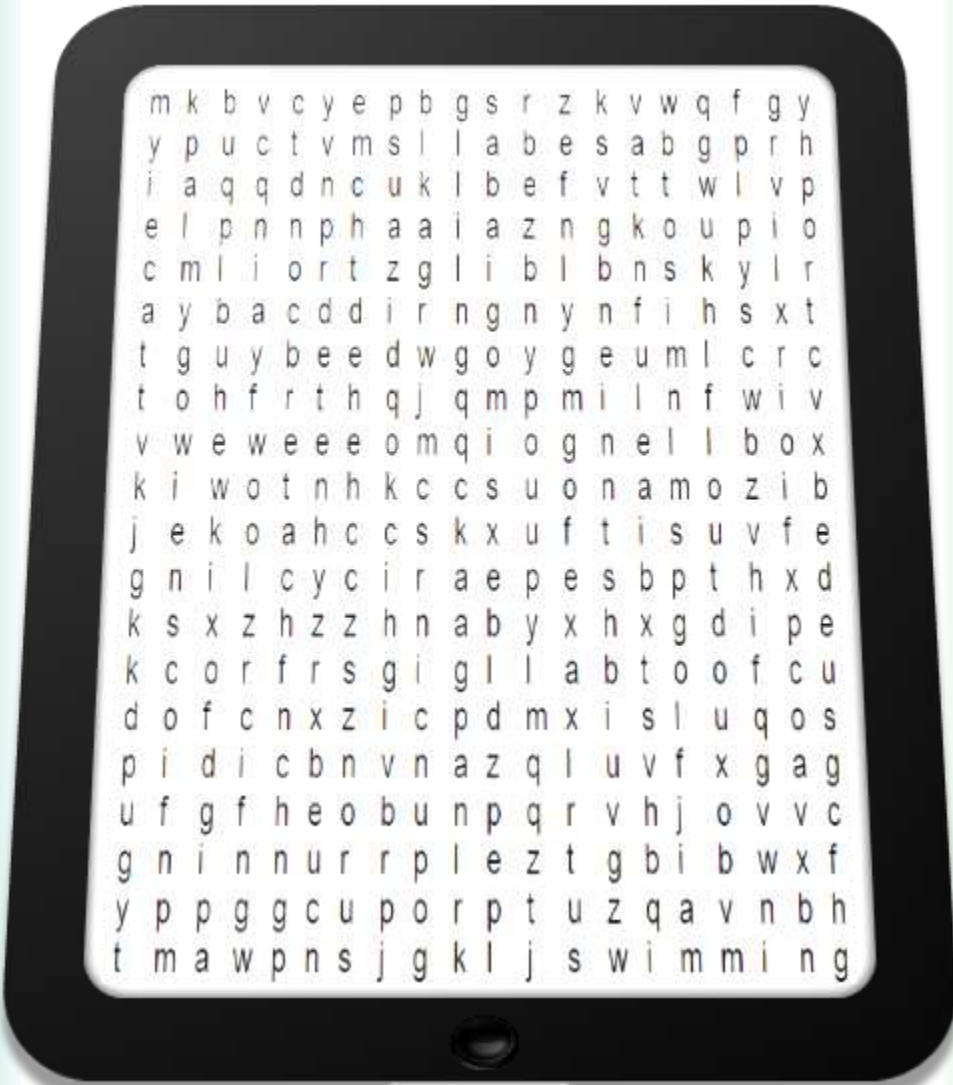 m k b v c y e p b g s r z k v w q f g y
y p u c t v m s l l a b e s a b g p r h
i a q q d n c u k l b e f v t t w l v p
e l p n n p h a a i a z n g k o u p i o
c m l i o r t z g l i b l b n s k y l r
a y b a c d d i r n g n y n f i h s x t
t g u y b e e d w g o y g e u m l c r c
t o h f r t h q j q m p m i l n f w i v
v w e w e e e o m q i o g n e l l b o x
k i w o t n h k c c s u o n a m o z i b
j e k o a h c c s k x u f t i s u v f e
g n i l c y c i r a e p e s b p t h x d
k s x z h z z h n a b y x h x g d i p e
k c o r f r s g i g l l a b t o o f c u
d o f c n x z i c p d m x i s l u q o s
p i d i c b n v n a z q l u v f x g a g
u f g f h e o b u n p q r v h j o v v c
g n i n n u r r p l e z t g b i b w x f
y p p g g c u p o r p t u z q a v n b h
t m a w p n s j g k l j s w i m m i n g